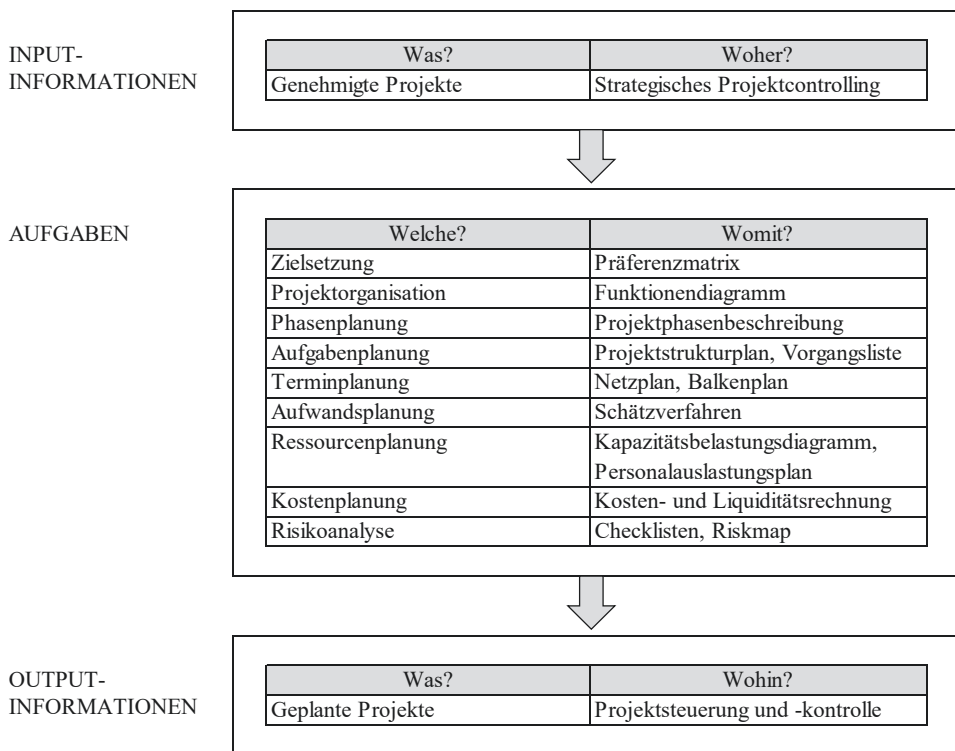 INPUT-
INFORMATIONEN
Was? Woher?
Genehmigte Projekte Strategisches Projektcontrolling
AUFGABEN
Welche? Womit?
Zielsetzung Präferenzmatrix
Projektorganisation Funktionendiagramm
Phasenplanung Projektphasenbeschreibung
Aufgabenplanung Projektstrukturplan, Vorgangsliste
Terminplanung Netzplan, Balkenplan
Aufwandsplanung Schätzverfahren
Ressourcenplanung Kapazitätsbelastungsdiagramm,
Personalauslastungsplan
Kostenplanung Kosten- und Liquiditätsrechnung
Risikoanalyse Checklisten, Riskmap
OUTPUT-
INFORMATIONEN
Was? Wohin?
Geplante Projekte Projektsteuerung und -kontrolle